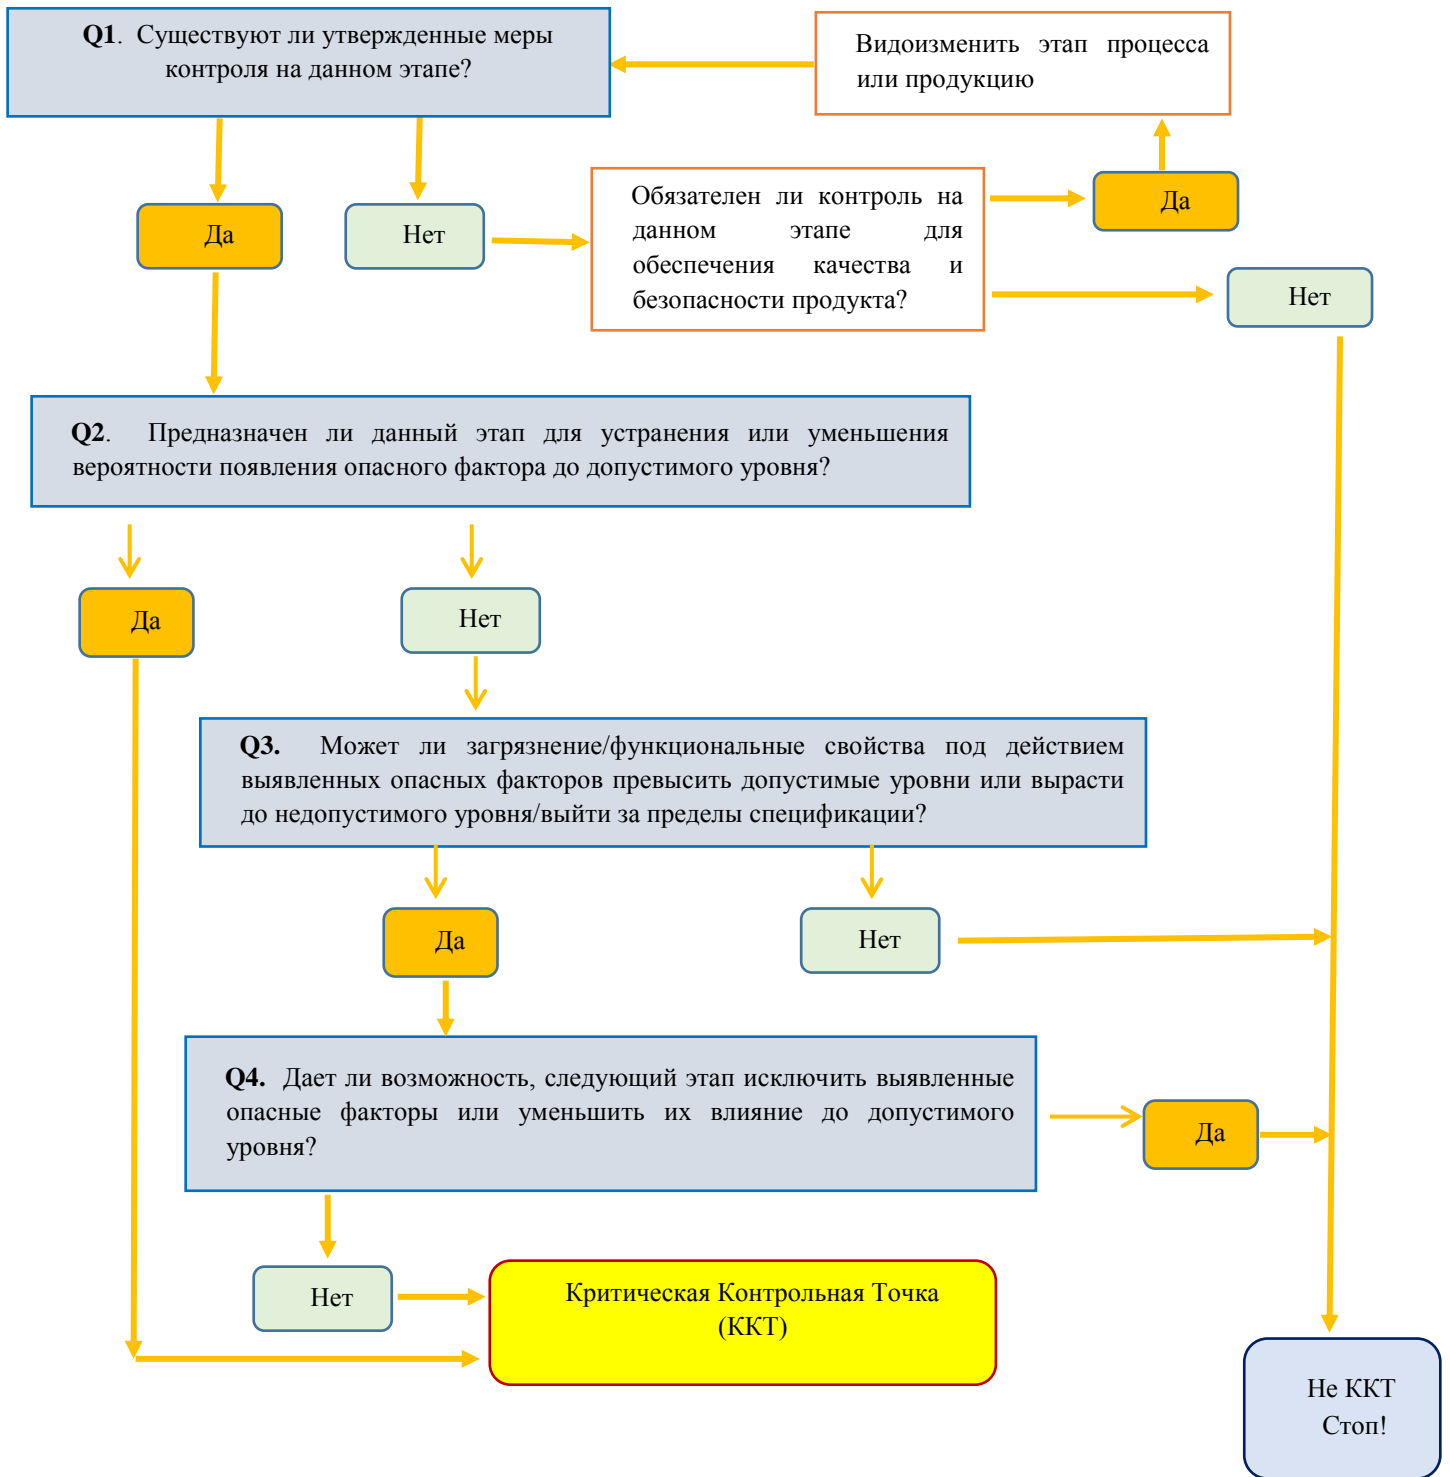 Q1. Существуют ли утвержденные меры
контроля на данном этапе?
Видоизменить этап процесса
или продукцию
Да
Нет
Обязателен ли контроль на
данном этапе для
обеспечения качества и
безопасности продукта?
Да
Нет
Q2. Предназначен ли данный этап для устранения или уменьшения
вероятности появления опасного фактора до допустимого уровня?
Да
Нет
Q3. Может ли загрязнение/функциональные свойства под действием
выявленных опасных факторов превысить допустимые уровни или вырасти
до недопустимого уровня/выйти за пределы спецификации?
Да
Нет
Q4. Дает ли возможность, следующий этап исключить выявленные
опасные факторы или уменьшить их влияние до допустимого
уровня?
Да
Нет
Критическая Контрольная Точка
(ККТ)
Не ККТ
Стоп!